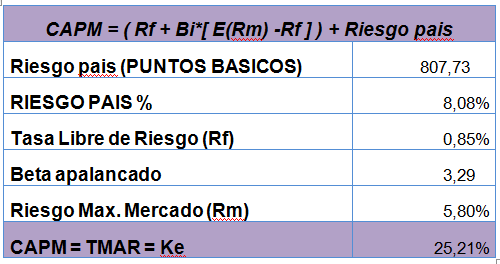 CAPM = ( Rf + Bi*[ E(Rm) -Rf ] ) + Riesgo pais
Riesgo pais (PUNTOS BASICOS) 807,73
RIESGO PAIS % 8,08%
Tasa Libre de Riesgo (Rf) 0,85%
Beta apalancado 3,29
Riesgo Max. Mercado (Rm) 5,80%
CAPM = TMAR = Ke 25,21%